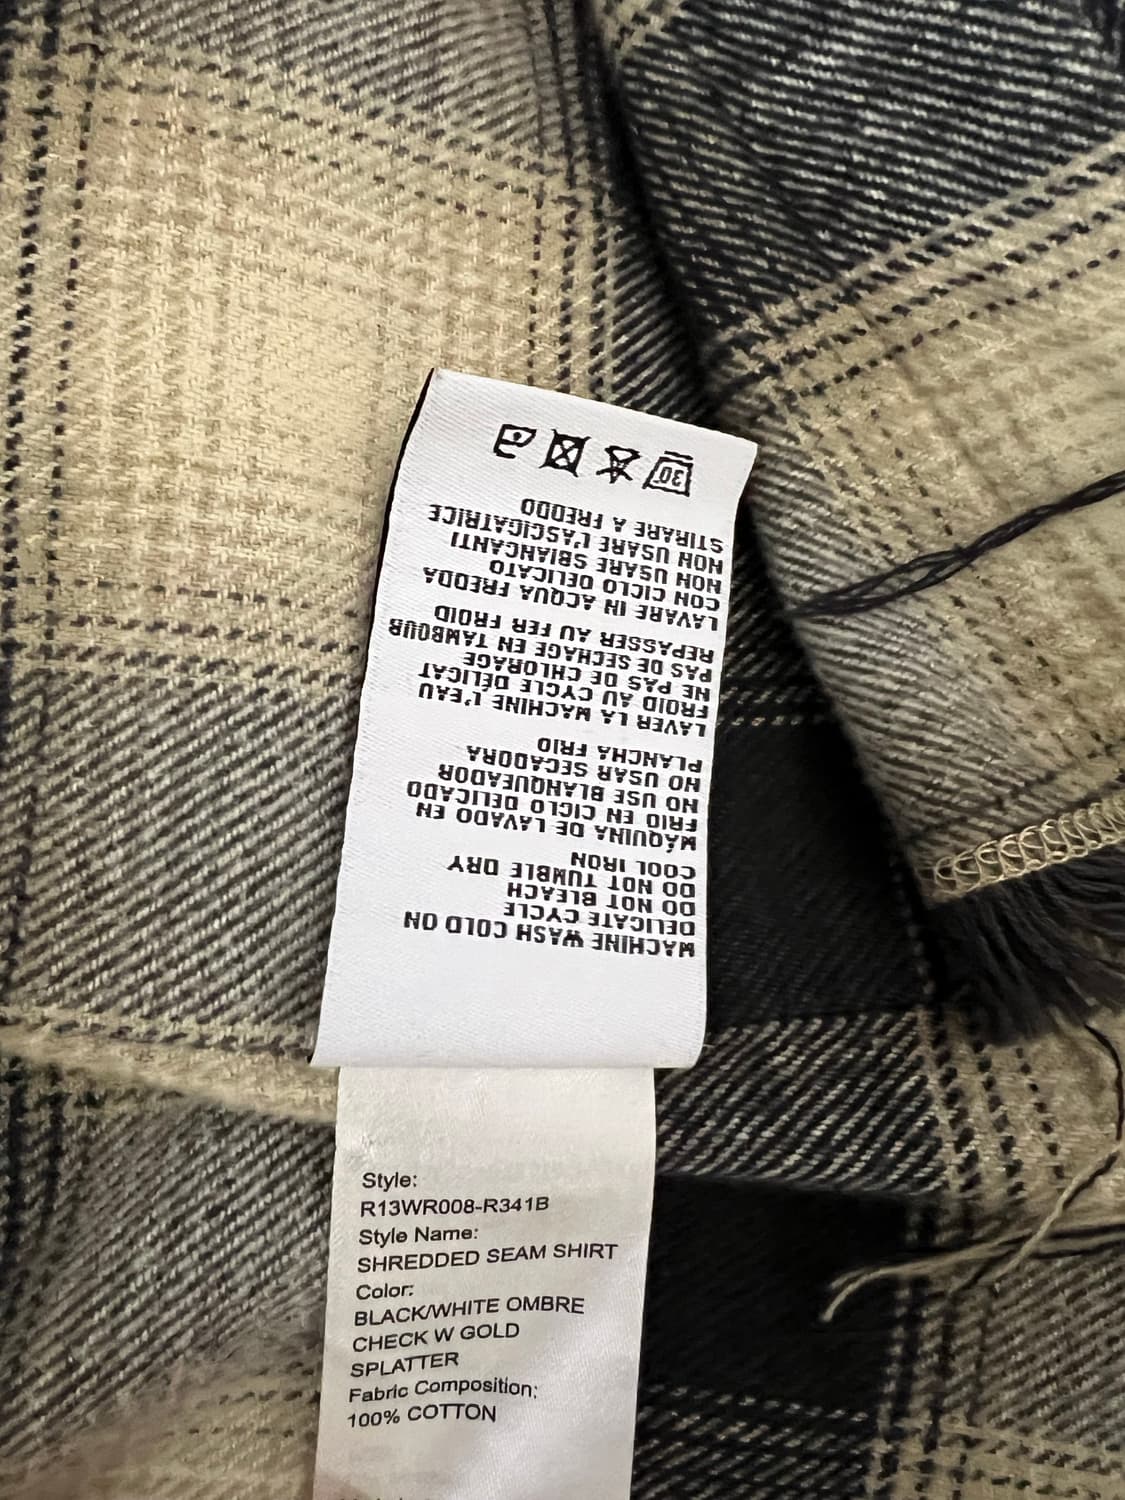 MACHINE WASH COLD ON
DELICATE CYCLE
DO NOT BLEACH
DO NOT TUMBLE DRY
COOL IRON
MÁQUINA DE LAVADO EN
FRIO EN CICLO DELICADO
NO USE BLANQUEADOR
NO USAR SECADORA
PLANCHA FRIO
LAVER LA MACHINE L'EAU
FROID AU CYCLE DÉLICAT
NE PAS DE CHLORAGE
PAS DE SECHAGE EN TAMBOUR
REPASSER AU FER FROID
LAVARE IN ACQUA FREDDA
CON CICLO DELICATO
NON USARE SBIANCANTI
NON USARE L'ASCIGATRICE
STIRARE A FREDDO
30
Style:
R13WR008-R341B
Style Name:
SHREDDED SEAM SHIRT
Color:
BLACK/WHITE OMBRE
CHECK W GOLD
SPLATTER
Fabric Composition:
100% COTTON